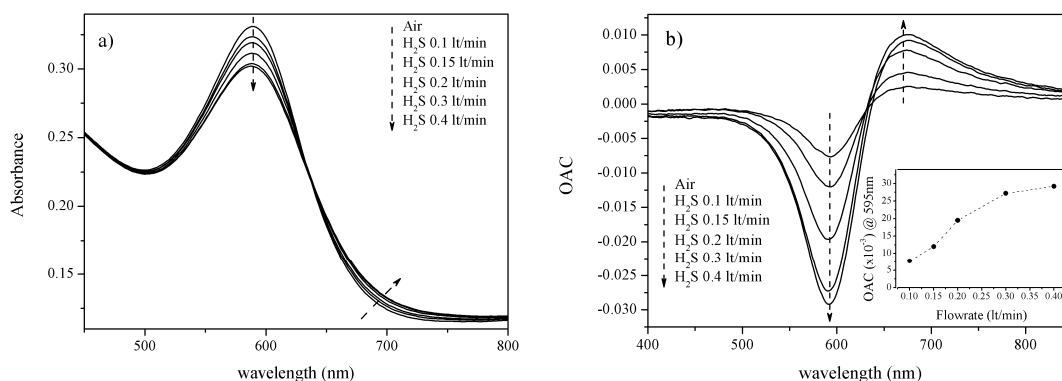 a)
Air
H₂S 0.1 lt/min
H₂S 0.15 lt/min
H₂S 0.2 lt/min
H₂S 0.3 lt/min
H₂S 0.4 lt/min
Absorbance
0.30
0.25
0.20
0.15
500 600 700 800
wavelength (nm)
b)
OAC
0.010
0.005
0.000
-0.005
-0.010
-0.015
-0.020
-0.025
-0.030
Air
H₂S 0.1 lt/min
H₂S 0.15 lt/min
H₂S 0.2 lt/min
H₂S 0.3 lt/min
H₂S 0.4 lt/min
OAC (x10⁻³) @ 595nm
30
25
20
15
10
5
0
0.10 0.15 0.20 0.30 0.40
Flowrate (lt/min)
400 500 600 700 800
wavelength (nm)